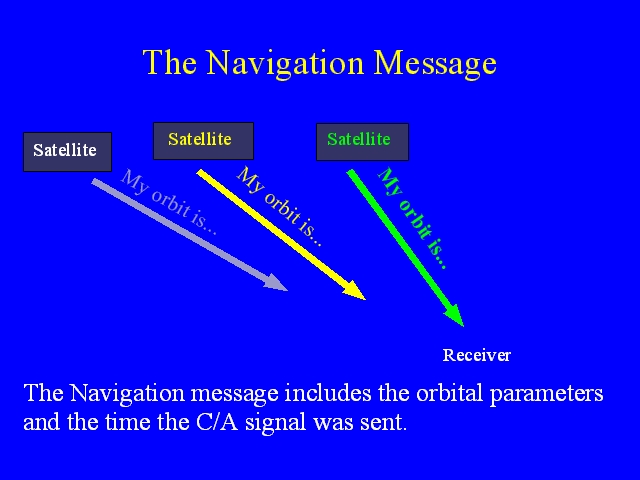 The Navigation Message
Satellite
Satellite
Satellite
My orbit is...
My orbit is...
My orbit is...
Receiver
The Navigation message includes the orbital parameters
and the time the C/A signal was sent.